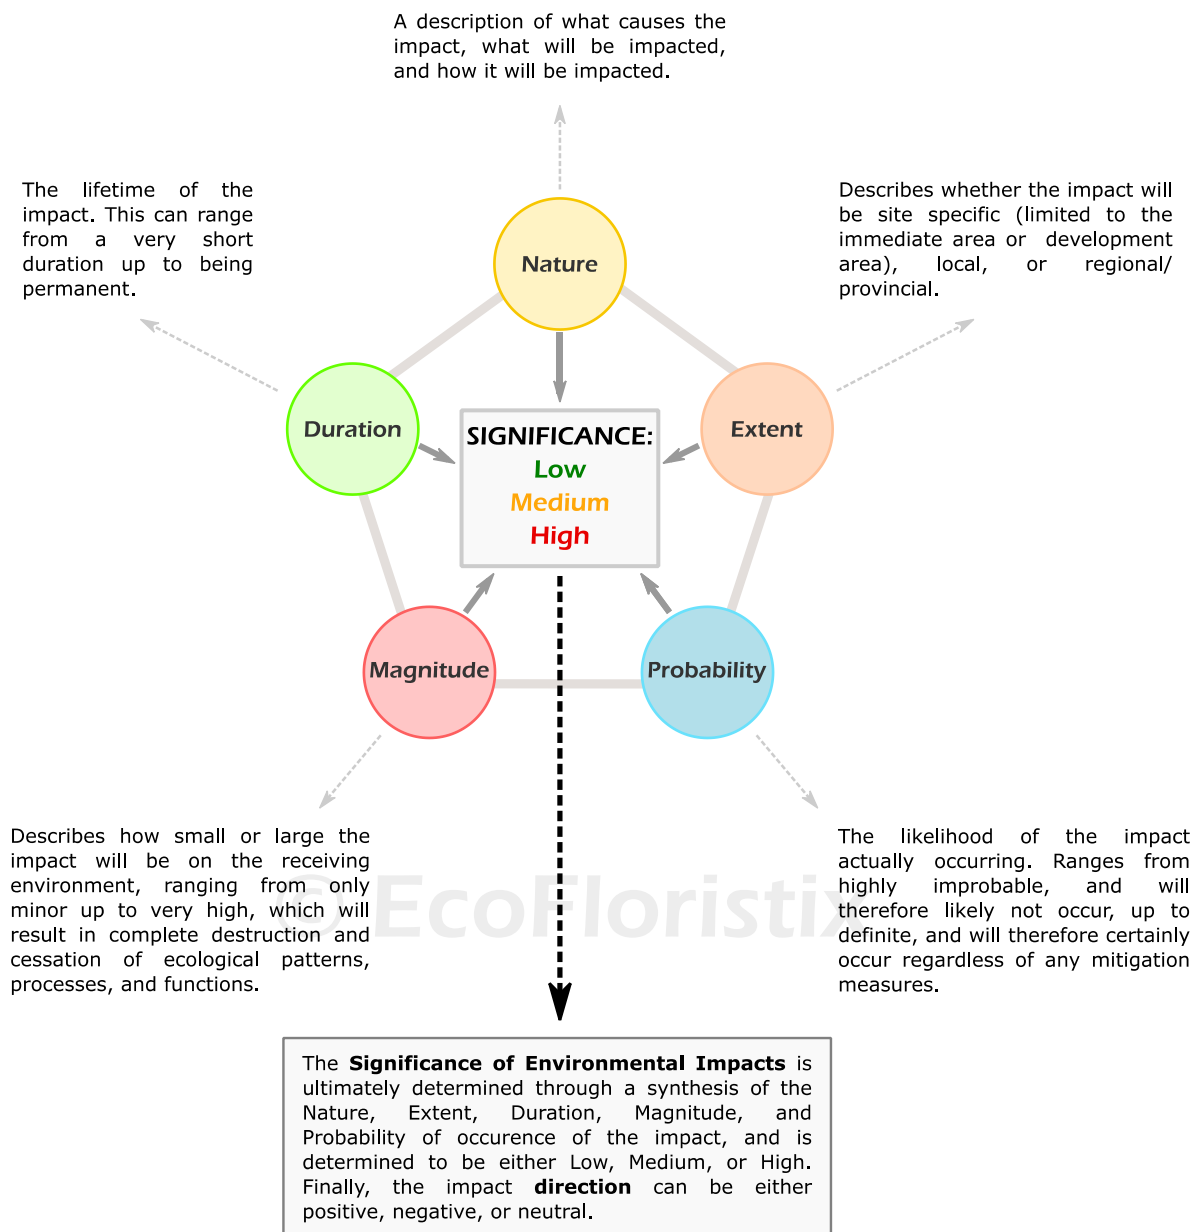 A description of what causes the
impact, what will be impacted,
and how it will be impacted.
The lifetime of the
impact. This can range
from a very short
duration up to being
permanent.
Describes whether the impact will
be site specific (limited to the
immediate area or development
area), local, or regional/
provincial.
Nature
Duration
Extent
SIGNIFICANCE:
Low
Medium
High
Magnitude
Probability
Describes how small or large the
impact will be on the receiving
environment, ranging from only
minor up to very high, which will
result in complete destruction and
cessation of ecological patterns,
processes, and functions.
The likelihood of the impact
actually occurring. Ranges from
highly improbable, and will
therefore likely not occur, up to
definite, and will therefore certainly
occur regardless of any mitigation
measures.
© EcoFloristix
The Significance of Environmental Impacts is
ultimately determined through a synthesis of the
Nature, Extent, Duration, Magnitude, and
Probability of occurence of the impact, and is
determined to be either Low, Medium, or High.
Finally, the impact direction can be either
positive, negative, or neutral.